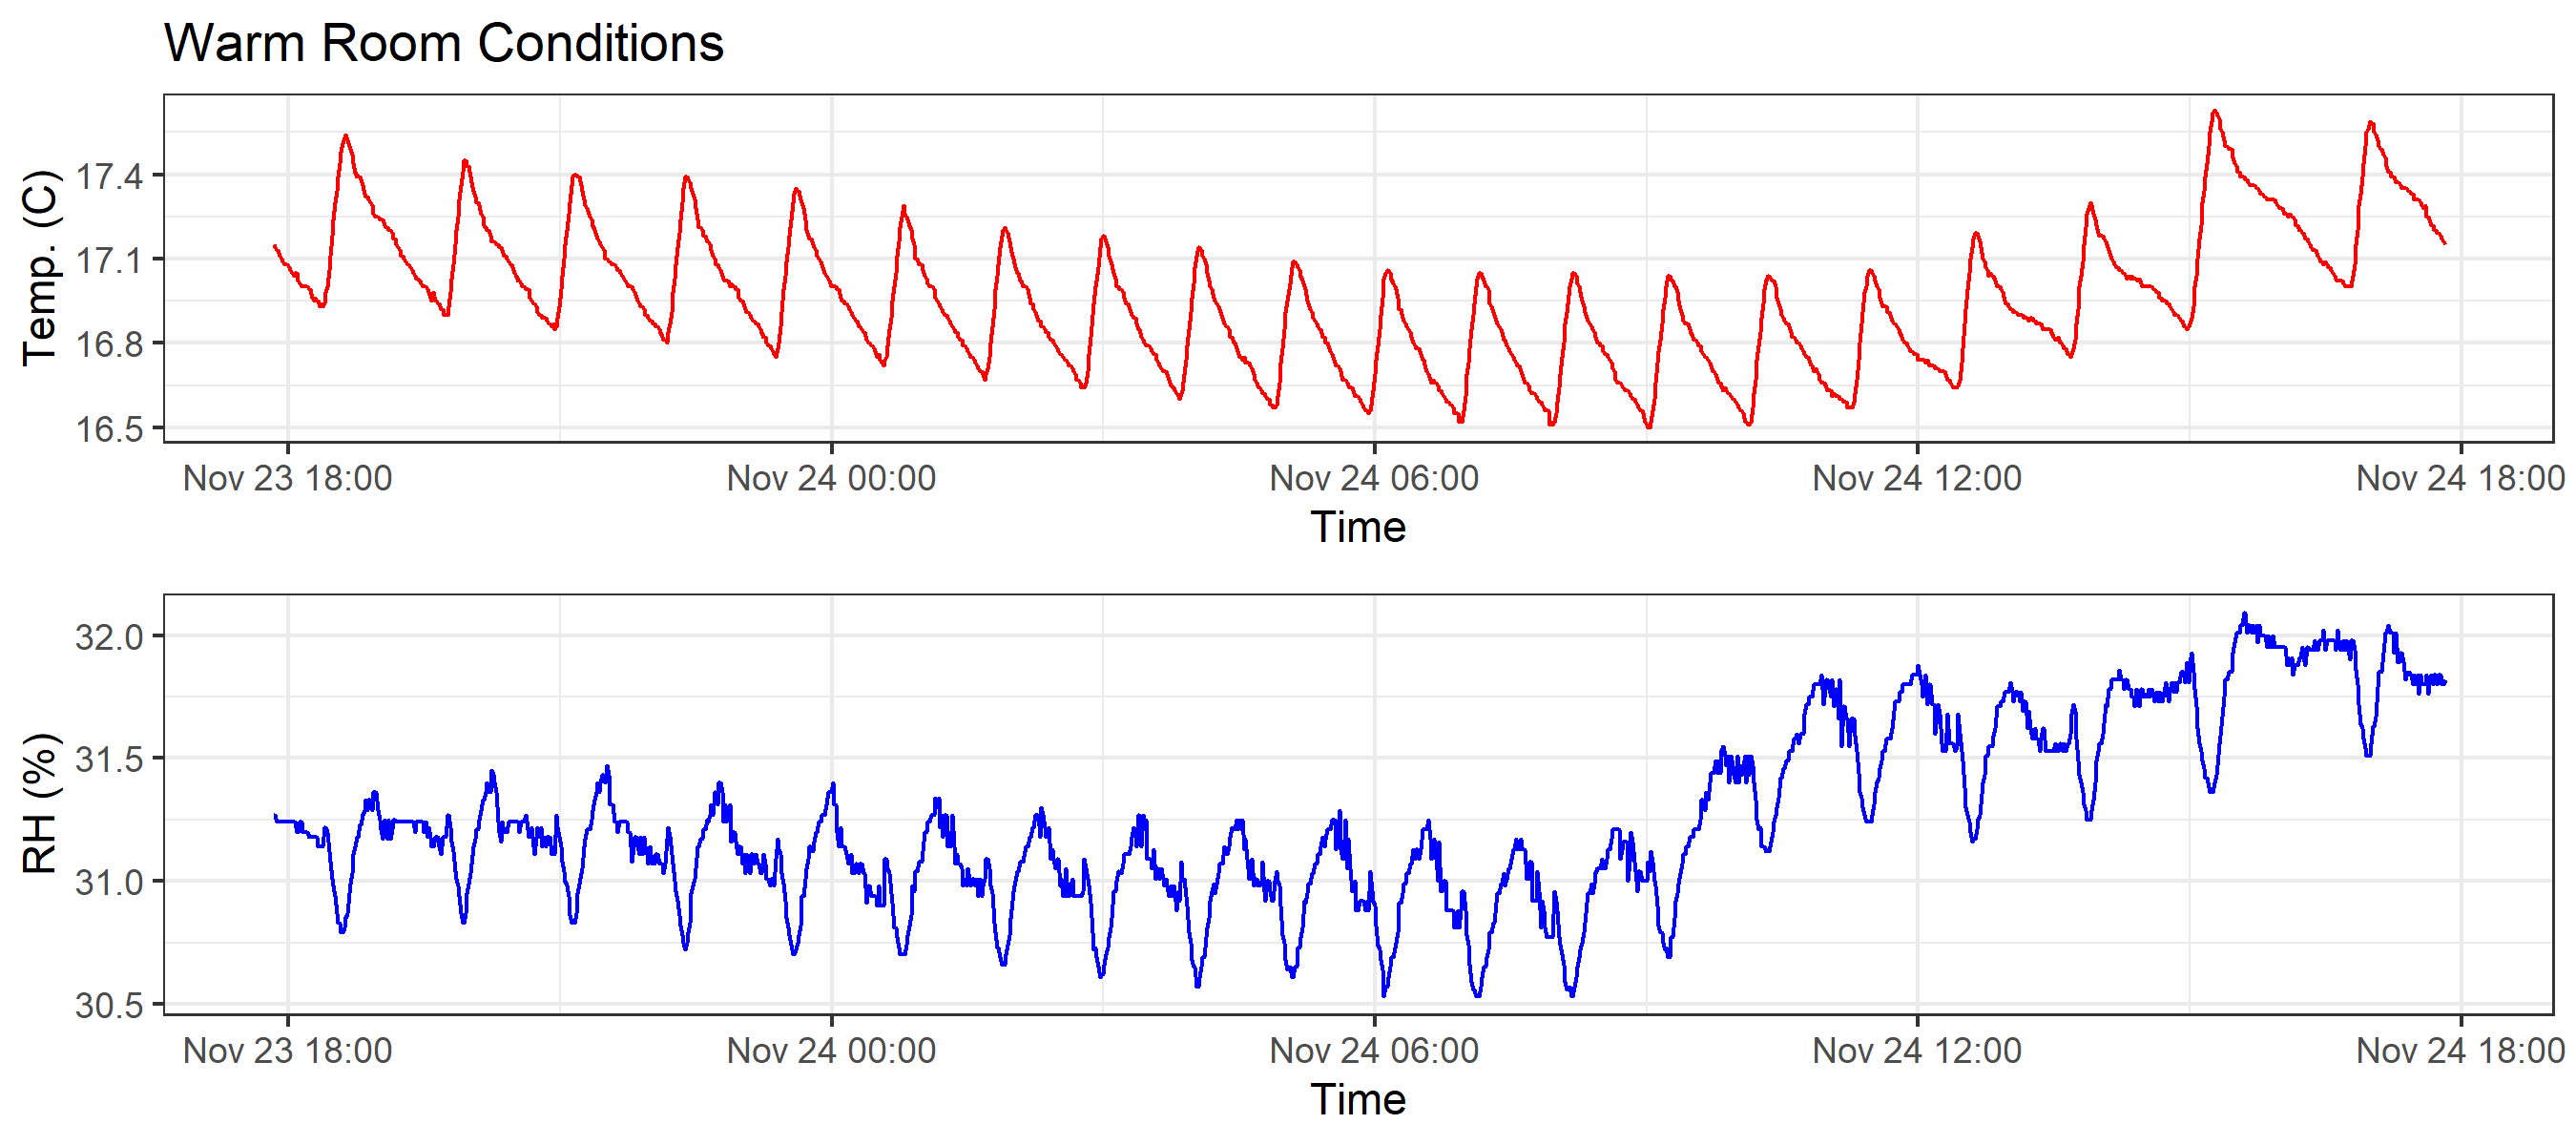 Warm Room Conditions
Temp. (C)
17.4
17.1
16.8
16.5
Nov 23 18:00 Nov 24 00:00 Nov 24 06:00 Nov 24 12:00 Nov 24 18:00
Time
RH (%)
32.0
31.5
31.0
30.5
Nov 23 18:00 Nov 24 00:00 Nov 24 06:00 Nov 24 12:00 Nov 24 18:00
Time